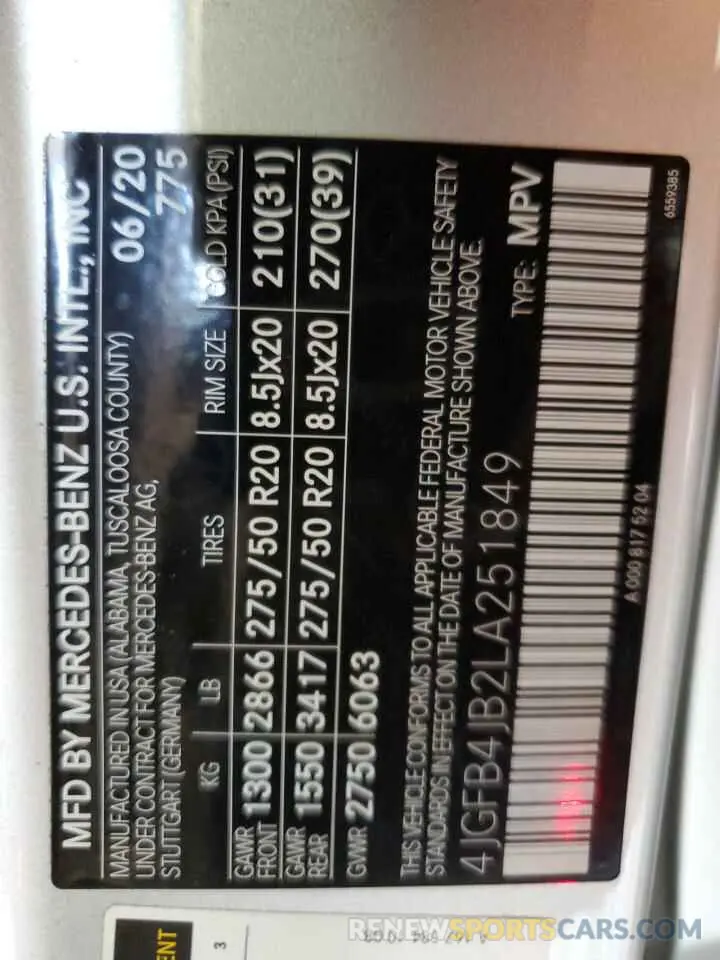 MFD BY MERCEDES-BENZ U.S. INTL., INC
MANUFACTURED IN USA (ALABAMA, TUSCALOOSA COUNTY) 06/20
UNDER CONTRACT FOR MERCEDES-BENZ AG, 775
STUTTGART (GERMANY)
KG LB TIRES RIM SIZE COLD KPA (PSI)
GAWR FRONT 1300 2866 275/50 R20 8.5Jx20 210(31)
GAWR REAR 1550 3417 275/50 R20 8.5Jx20 270(39)
GVWR 2750 6063
THIS VEHICLE CONFORMS TO ALL APPLICABLE FEDERAL MOTOR VEHICLE SAFETY
STANDARDS IN EFFECT ON THE DATE OF MANUFACTURE SHOWN ABOVE.
4JGFB4JB2LA251849 TYPE: MPV
A 000 817 52 04 6559385
3
RENEWSPORTSCARS.COM